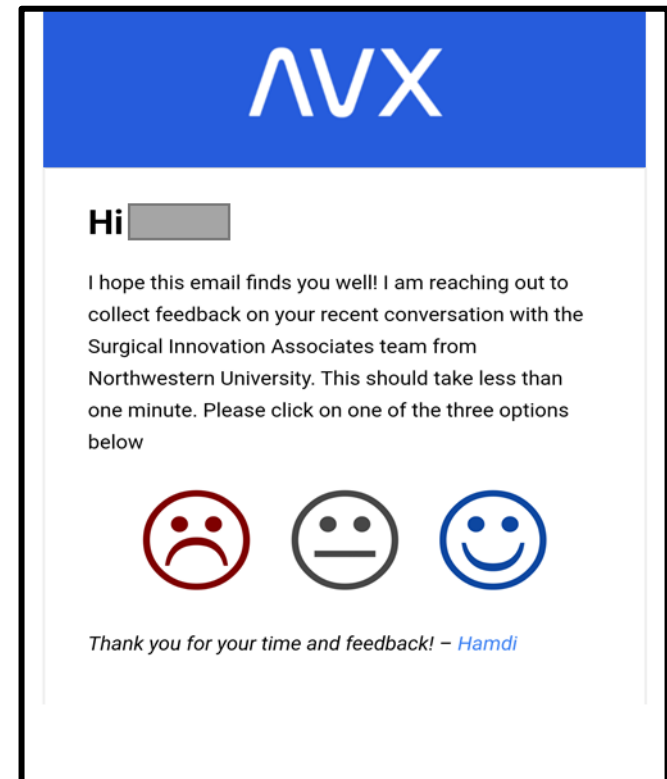 AVX
Hi
I hope this email finds you well! I am reaching out to
collect feedback on your recent conversation with the
Surgical Innovation Associates team from
Northwestern University. This should take less than
one minute. Please click on one of the three options
below
Thank you for your time and feedback! – Hamdi